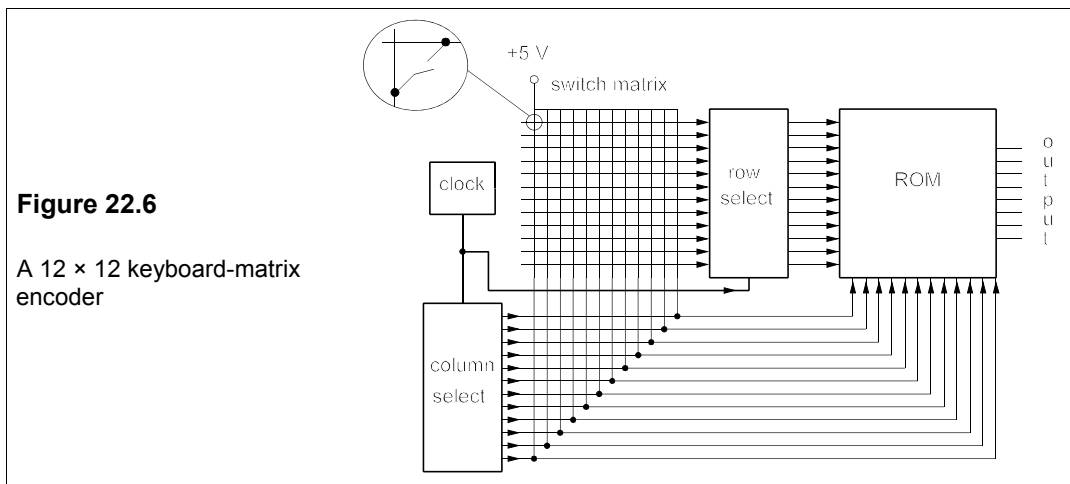 Figure 22.6
A 12 × 12 keyboard-matrix
encoder
+5 V
switch matrix
clock
row
select
ROM
column
select
o
u
t
p
u
t